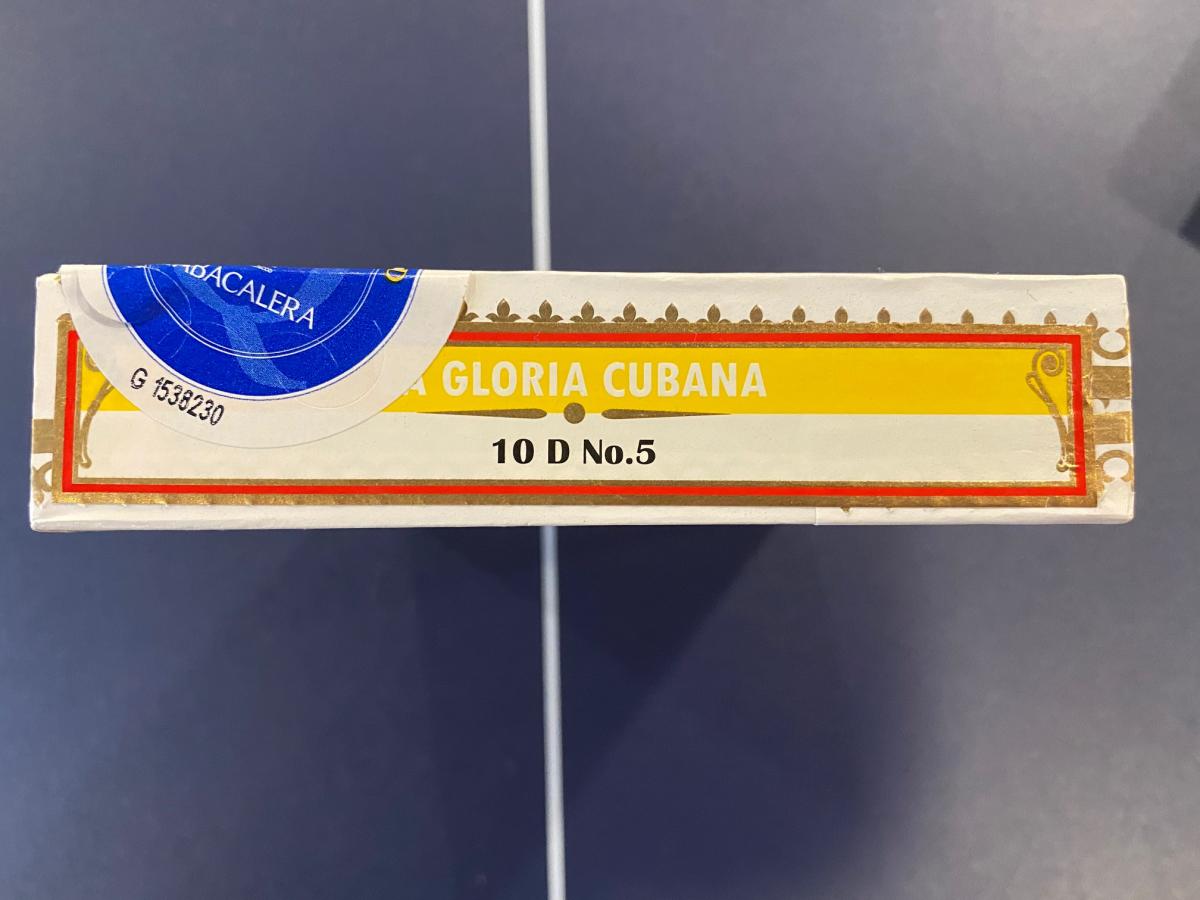 ABACALERA
G 1538230
A GLORIA CUBANA
10 D No.5